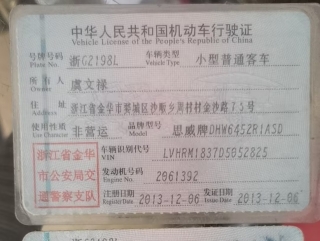 中华人民共和国机动车行驶证
Vehicle License of the People's Republic of China
号牌号码 浙G2198L 车辆类型 小型普通客车
Plate No. Vehicle Type
所有人 虞文禄
Owner
住址 浙江省金华市婺城区沙畈乡周村村金沙路75号
Address
使用性质 非营运 品牌型号 思威牌DHW6452R1ASD
Use Character Model
浙江省金华
市公安局交
通警察支队
车辆识别代号 LVHRM1837D5052825
VIN
发动机号码 2061392
Engine No.
注册日期 2013-12-06 发证日期 2013-12-06
Register Date Issue Date